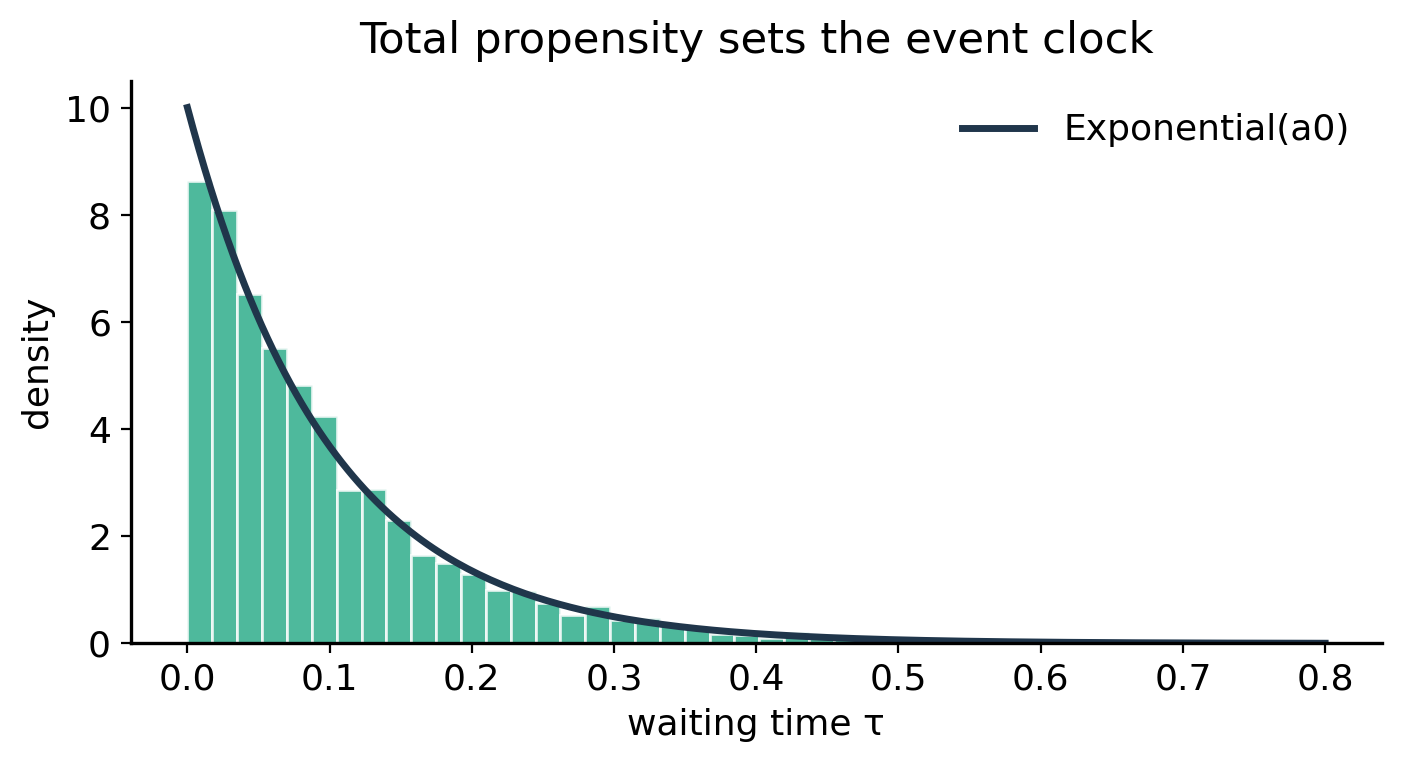 Total propensity sets the event clock
Exponential(a0)
density
10
8
6
4
2
0
0.0 0.1 0.2 0.3 0.4 0.5 0.6 0.7 0.8
waiting time τ